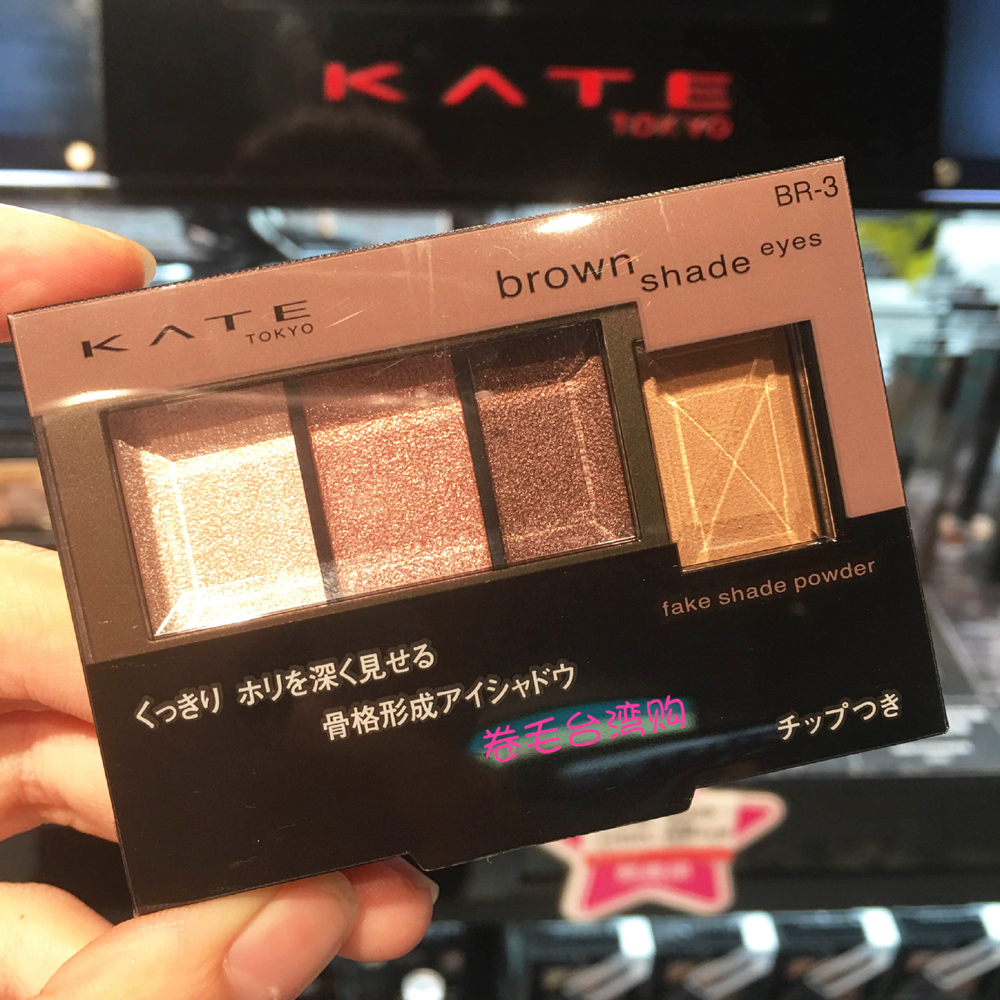 KATE
TOKYO
BR-3
brown shade eyes
KATE
TOKYO
fake shade powder
くっきり ホリを深く見せる
骨格形成アイシャドウ
卷毛台湾购
チップつき